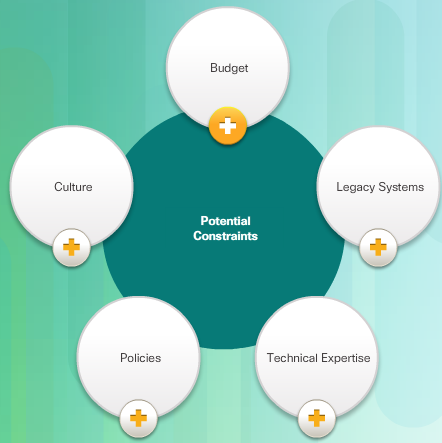 Budget
Culture
Legacy Systems
Potential
Constraints
Policies
Technical Expertise